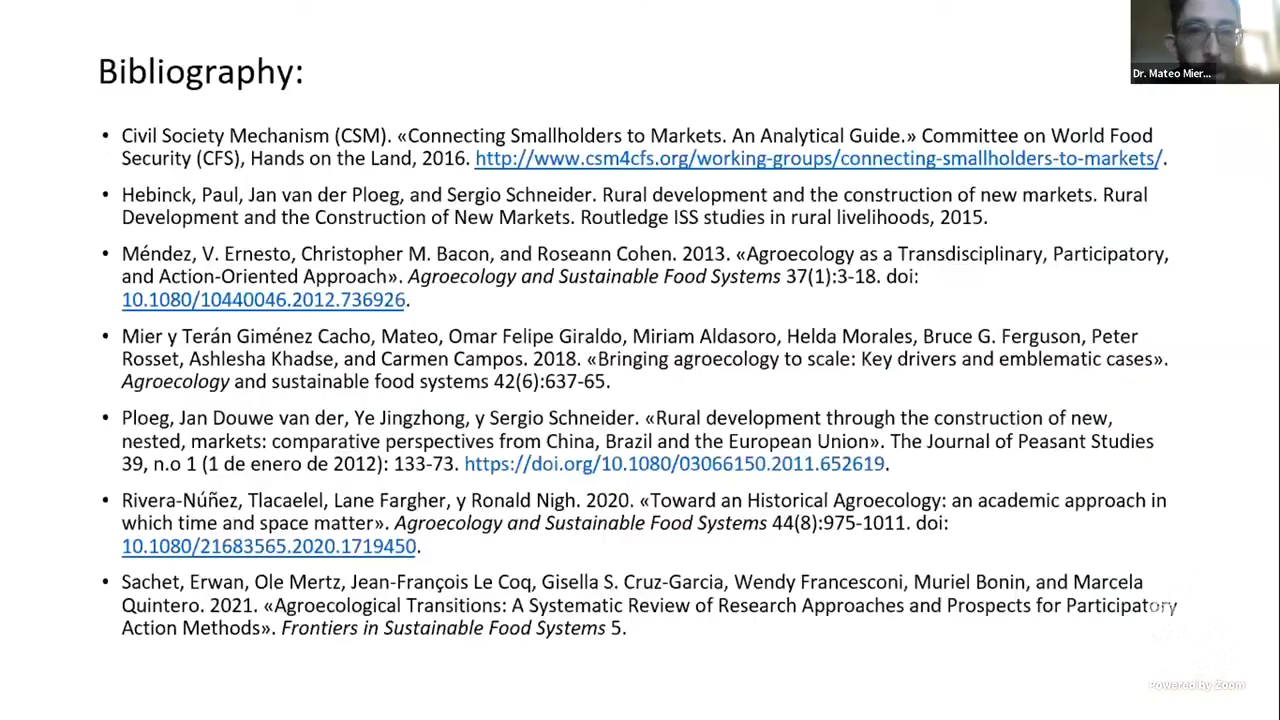 Dr. Mateo Mier...
Bibliography:
• Civil Society Mechanism (CSM). «Connecting Smallholders to Markets. An Analytical Guide.» Committee on World Food
Security (CFS), Hands on the Land, 2016. http://www.csm4cfs.org/working-groups/connecting-smallholders-to-markets/.
• Hebinck, Paul, Jan van der Ploeg, and Sergio Schneider. Rural development and the construction of new markets. Rural
Development and the Construction of New Markets. Routledge ISS studies in rural livelihoods, 2015.
• Méndez, V. Ernesto, Christopher M. Bacon, and Roseann Cohen. 2013. «Agroecology as a Transdisciplinary, Participatory,
and Action-Oriented Approach». Agroecology and Sustainable Food Systems 37(1):3-18. doi:
10.1080/10440046.2012.736926.
• Mier y Terán Giménez Cacho, Mateo, Omar Felipe Giraldo, Miriam Aldasoro, Helda Morales, Bruce G. Ferguson, Peter
Rosset, Ashlesha Khadse, and Carmen Campos. 2018. «Bringing agroecology to scale: Key drivers and emblematic cases».
Agroecology and sustainable food systems 42(6):637-65.
• Ploeg, Jan Douwe van der, Ye Jingzhong, y Sergio Schneider. «Rural development through the construction of new,
nested, markets: comparative perspectives from China, Brazil and the European Union». The Journal of Peasant Studies
39, n.o 1 (1 de enero de 2012): 133-73. https://doi.org/10.1080/03066150.2011.652619.
• Rivera-Núñez, Tlacaelel, Lane Fargher, y Ronald Nigh. 2020. «Toward an Historical Agroecology: an academic approach in
which time and space matter». Agroecology and Sustainable Food Systems 44(8):975-1011. doi:
10.1080/21683565.2020.1719450.
• Sachet, Erwan, Ole Mertz, Jean-François Le Coq, Gisella S. Cruz-Garcia, Wendy Francesconi, Muriel Bonin, and Marcela
Quintero. 2021. «Agroecological Transitions: A Systematic Review of Research Approaches and Prospects for Participatory
Action Methods». Frontiers in Sustainable Food Systems 5.
Powered by Zoom